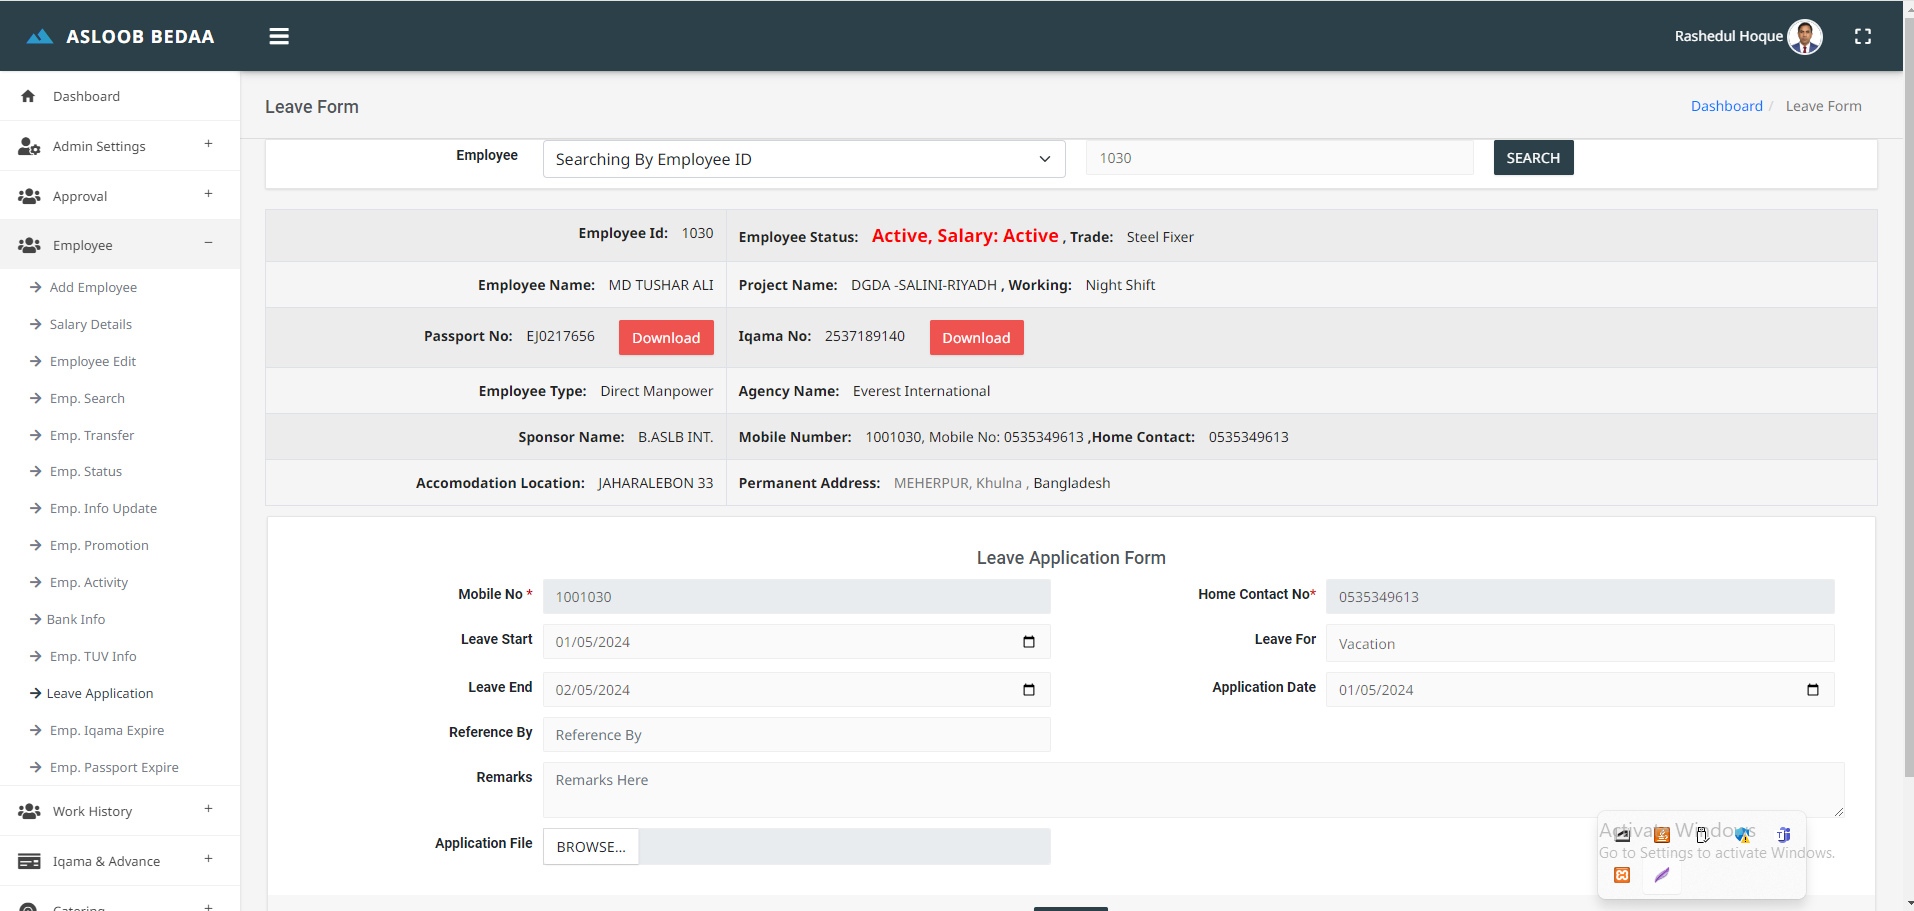 ASLOOB BEDAA
Rashedul Hoque
Dashboard
Admin Settings +
Approval +
Employee −
Add Employee
Salary Details
Employee Edit
Emp. Search
Emp. Transfer
Emp. Status
Emp. Info Update
Emp. Promotion
Emp. Activity
Bank Info
Emp. TUV Info
Leave Application
Emp. Iqama Expire
Emp. Passport Expire
Work History +
Iqama & Advance +
Catering +
Leave Form
Dashboard / Leave Form
Employee Searching By Employee ID 1030 SEARCH
Employee Id: 1030 Employee Status: Active, Salary: Active , Trade: Steel Fixer
Employee Name: MD TUSHAR ALI Project Name: DGDA -SALINI-RIYADH , Working: Night Shift
Passport No: EJ0217656 Download Iqama No: 2537189140 Download
Employee Type: Direct Manpower Agency Name: Everest International
Sponsor Name: B.ASLB INT. Mobile Number: 1001030, Mobile No: 0535349613 ,Home Contact: 0535349613
Accomodation Location: JAHARALEBON 33 Permanent Address: MEHERPUR, Khulna , Bangladesh
Leave Application Form
Mobile No * 1001030 Home Contact No* 0535349613
Leave Start 01/05/2024 Leave For Vacation
Leave End 02/05/2024 Application Date 01/05/2024
Reference By Reference By
Remarks Remarks Here
Application File BROWSE...
Activate Windows
Go to Settings to activate Windows.